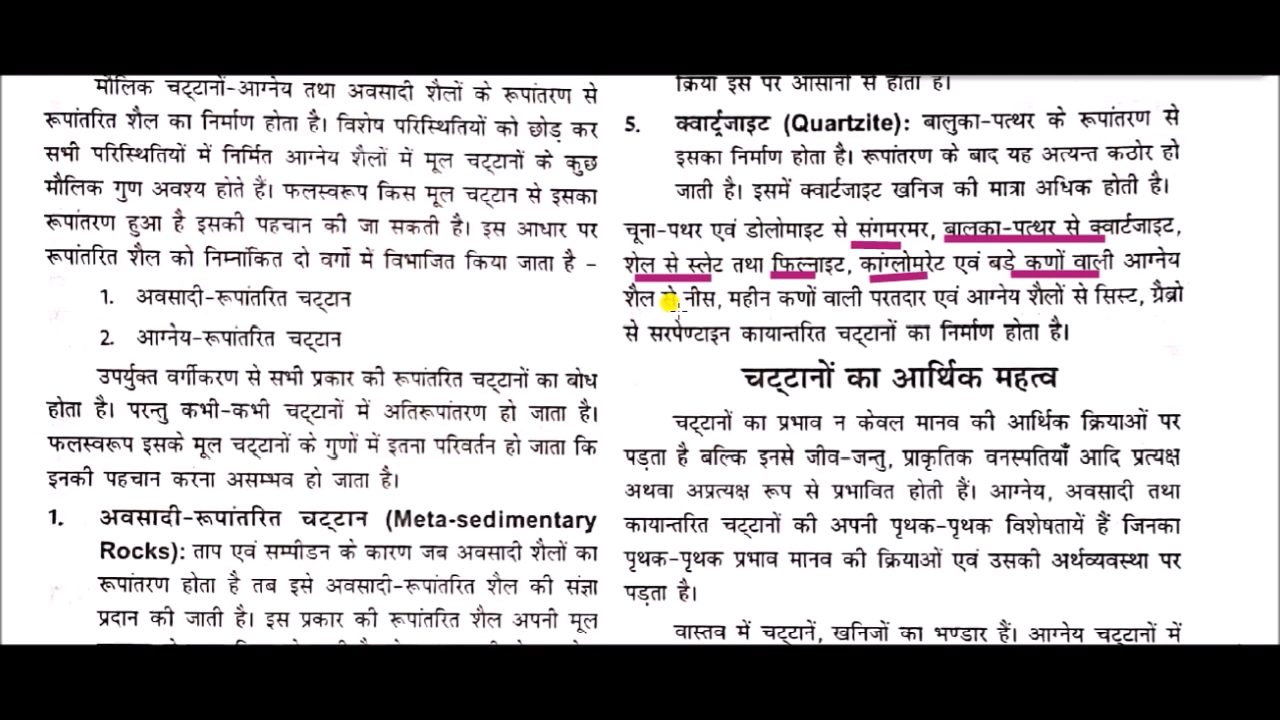 मौलिक चट्टानों-आग्नेय तथा अवसादी शैलों के रूपांतरण से
रूपांतरित शैल का निर्माण होता है। विशेष परिस्थितियों को छोड़ कर
सभी परिस्थितियों में निर्मित आग्नेय शैलों में मूल चट्टानों के कुछ
मौलिक गुण अवश्य होते हैं। फलस्वरूप किस मूल चट्टान से इसका
रूपांतरण हुआ है इसकी पहचान की जा सकती है। इस आधार पर
रूपांतरित शैल को निम्नांकित दो वर्गों में विभाजित किया जाता है -
1. अवसादी-रूपांतरित चट्टान
2. आग्नेय-रूपांतरित चट्टान
उपर्युक्त वर्गीकरण से सभी प्रकार की रूपांतरित चट्टानों का बोध
होता है। परन्तु कभी-कभी चट्टानों में अतिरूपांतरण हो जाता है।
फलस्वरूप इसके मूल चट्टानों के गुणों में इतना परिवर्तन हो जाता कि
इनकी पहचान करना असम्भव हो जाता है।
1. अवसादी-रूपांतरित चट्टान (Meta-sedimentary
Rocks): ताप एवं सम्पीडन के कारण जब अवसादी शैलों का
रूपांतरण होता है तब इसे अवसादी-रूपांतरित शैल की संज्ञा
प्रदान की जाती है। इस प्रकार की रूपांतरित शैल अपनी मूल
क्रिया इस पर आसानी से होती है।
5. क्वार्ट्जाइट (Quartzite): बालुका-पत्थर के रूपांतरण से
इसका निर्माण होता है। रूपांतरण के बाद यह अत्यन्त कठोर हो
जाती है। इसमें क्वार्टजाइट खनिज की मात्रा अधिक होती है।
चूना-पथर एवं डोलोमाइट से संगमरमर, बालका-पत्थर से क्वार्टजाइट,
शेल से स्लेट तथा फिल्नाइट, कांग्लोमरेट एवं बड़े कणों वाली आग्नेय
शैल से नीस, महीन कणों वाली परतदार एवं आग्नेय शैलों से सिस्ट, ग्रैब्रो
से सरपेण्टाइन कायान्तरित चट्टानों का निर्माण होता है।
चट्टानों का आर्थिक महत्व
चट्टानों का प्रभाव न केवल मानव की आर्थिक क्रियाओं पर
पड़ता है बल्कि इनसे जीव-जन्तु, प्राकृतिक वनस्पतियाँ आदि प्रत्यक्ष
अथवा अप्रत्यक्ष रूप से प्रभावित होती हैं। आग्नेय, अवसादी तथा
कायान्तरित चट्टानों की अपनी पृथक-पृथक विशेषतायें हैं जिनका
पृथक-पृथक प्रभाव मानव की क्रियाओं एवं उसकी अर्थव्यवस्था पर
पड़ता है।
वास्तव में चट्टानें, खनिजों का भण्डार हैं। आग्नेय चट्टानों में